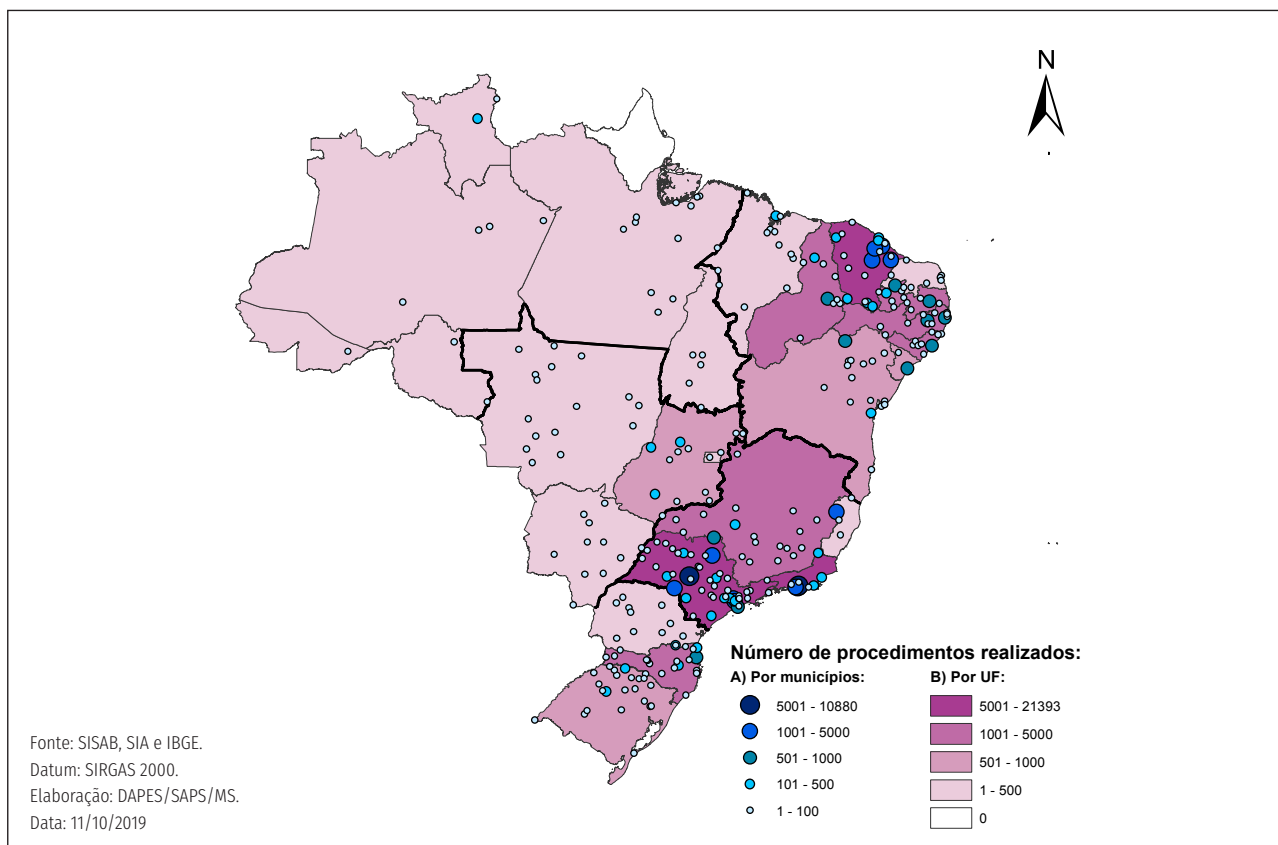 N
Número de procedimentos realizados:
A) Por municípios:
5001 - 10880
1001 - 5000
501 - 1000
101 - 500
1 - 100
B) Por UF:
5001 - 21393
1001 - 5000
501 - 1000
1 - 500
0
Fonte: SISAB, SIA e IBGE.
Datum: SIRGAS 2000.
Elaboração: DAPES/SAPS/MS.
Data: 11/10/2019